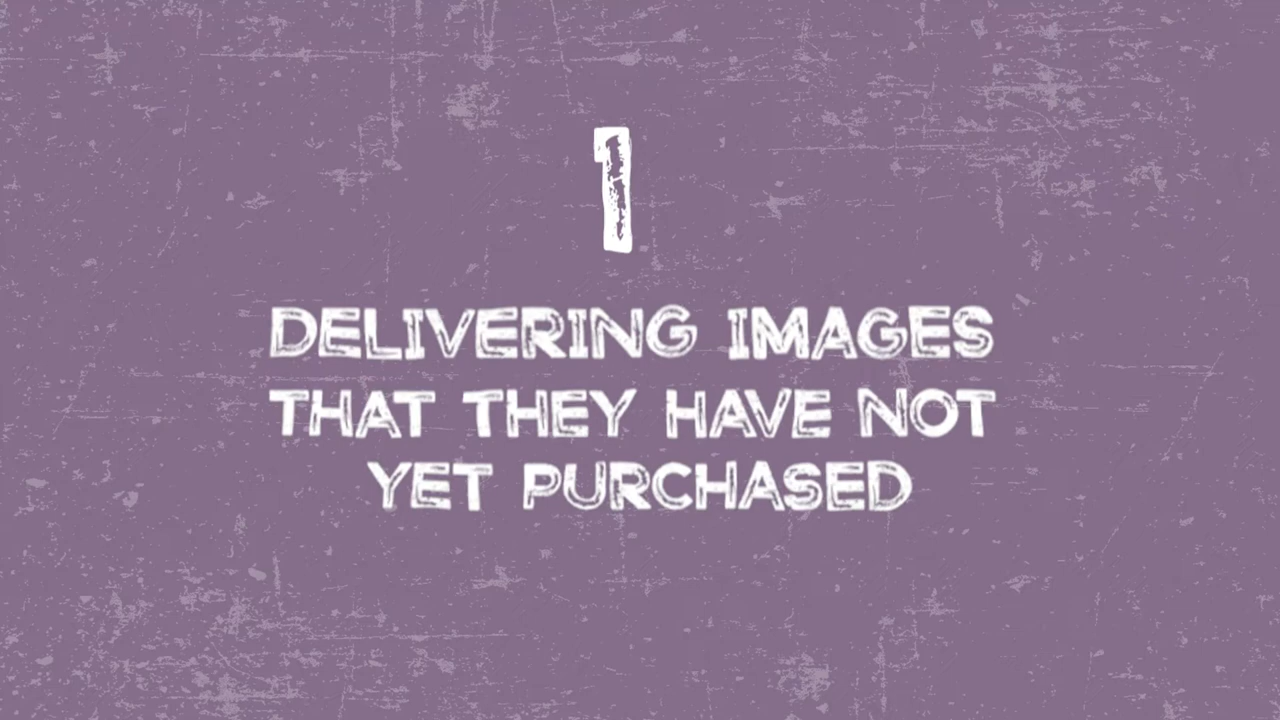 1
DELIVERING IMAGES
THAT THEY HAVE NOT
YET PURCHASED